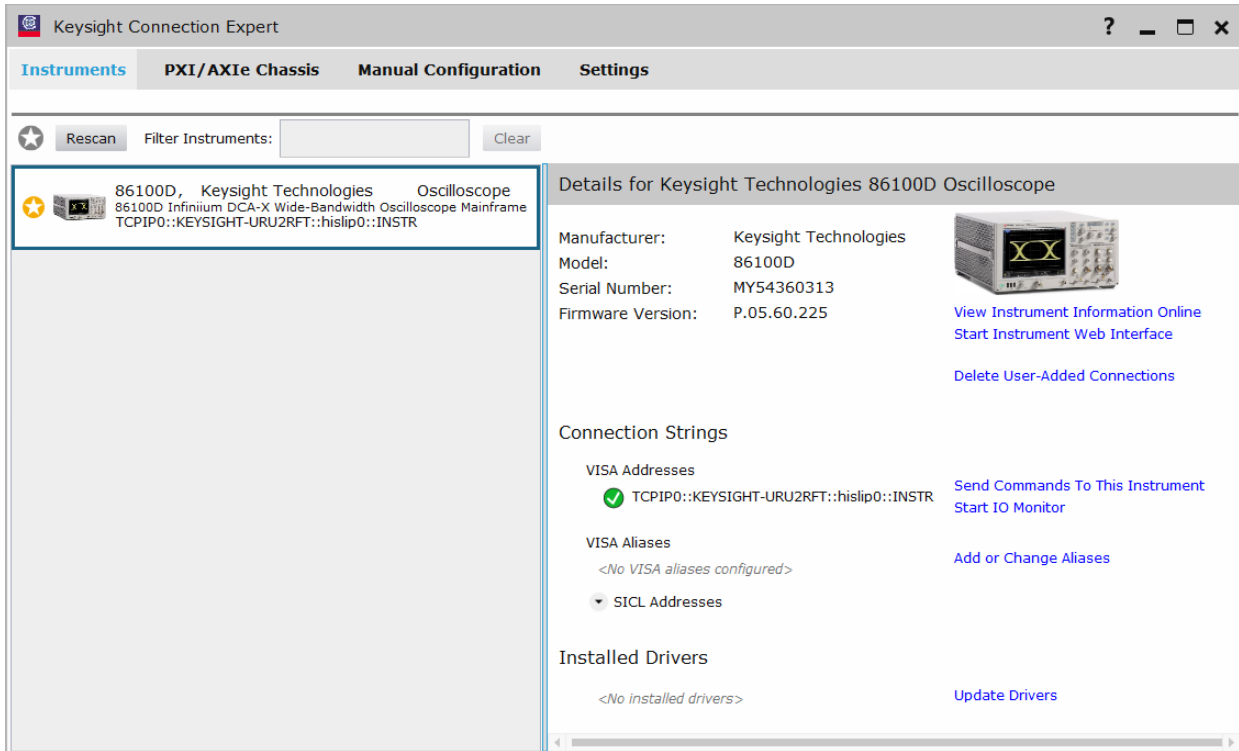 Keysight Connection Expert
?
Instruments PXI/AXIe Chassis Manual Configuration Settings
Rescan Filter Instruments: Clear
86100D, Keysight Technologies Oscilloscope
86100D Infiniium DCA-X Wide-Bandwidth Oscilloscope Mainframe
TCPIP0::KEYSIGHT-URU2RFT::hislip0::INSTR
Details for Keysight Technologies 86100D Oscilloscope
Manufacturer: Keysight Technologies
Model: 86100D
Serial Number: MY54360313
Firmware Version: P.05.60.225
View Instrument Information Online
Start Instrument Web Interface
Delete User-Added Connections
Connection Strings
VISA Addresses
TCPIP0::KEYSIGHT-URU2RFT::hislip0::INSTR
Send Commands To This Instrument
Start IO Monitor
VISA Aliases
<No VISA aliases configured>
Add or Change Aliases
SICL Addresses
Installed Drivers
<No installed drivers>
Update Drivers